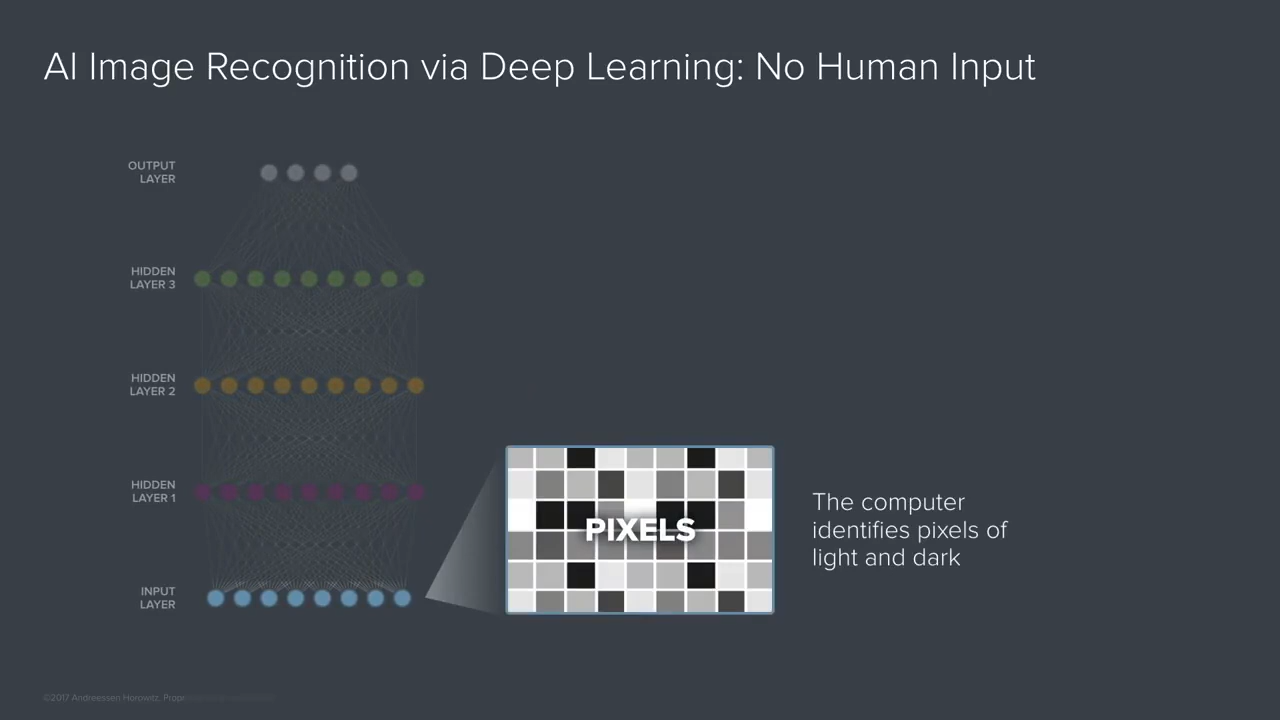 AI Image Recognition via Deep Learning: No Human Input
OUTPUT
LAYER
HIDDEN
LAYER 3
HIDDEN
LAYER 2
HIDDEN
LAYER 1
INPUT
LAYER
PIXELS
The computer
identifies pixels of
light and dark
©2017 Andreessen Horowitz.